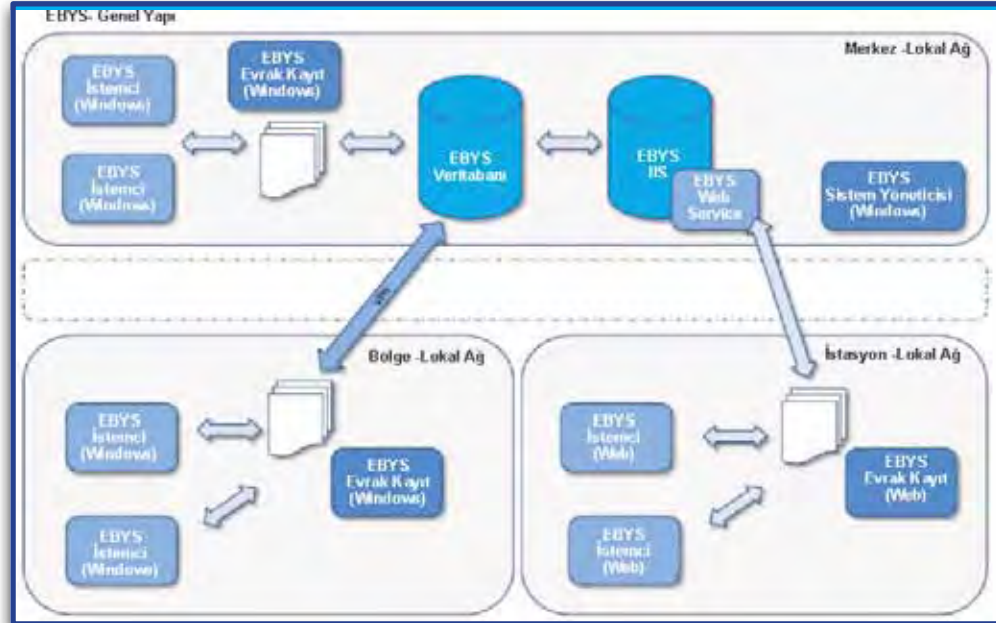 EBYS- Genel Yapı
Merkez -Lokal Ağ
EBYS
İstemci
(Windows)
EBYS
Evrak Kayıt
(Windows)
EBYS
İstemci
(Windows)
EBYS
Veritabanı
EBYS
IIS
EBYS
Web
Service
EBYS
Sistem Yöneticisi
(Windows)
Bölge -Lokal Ağ
EBYS
İstemci
(Windows)
EBYS
Evrak Kayıt
(Windows)
EBYS
İstemci
(Windows)
İstasyon -Lokal Ağ
EBYS
İstemci
(Web)
EBYS
Evrak Kayıt
(Web)
EBYS
İstemci
(Web)